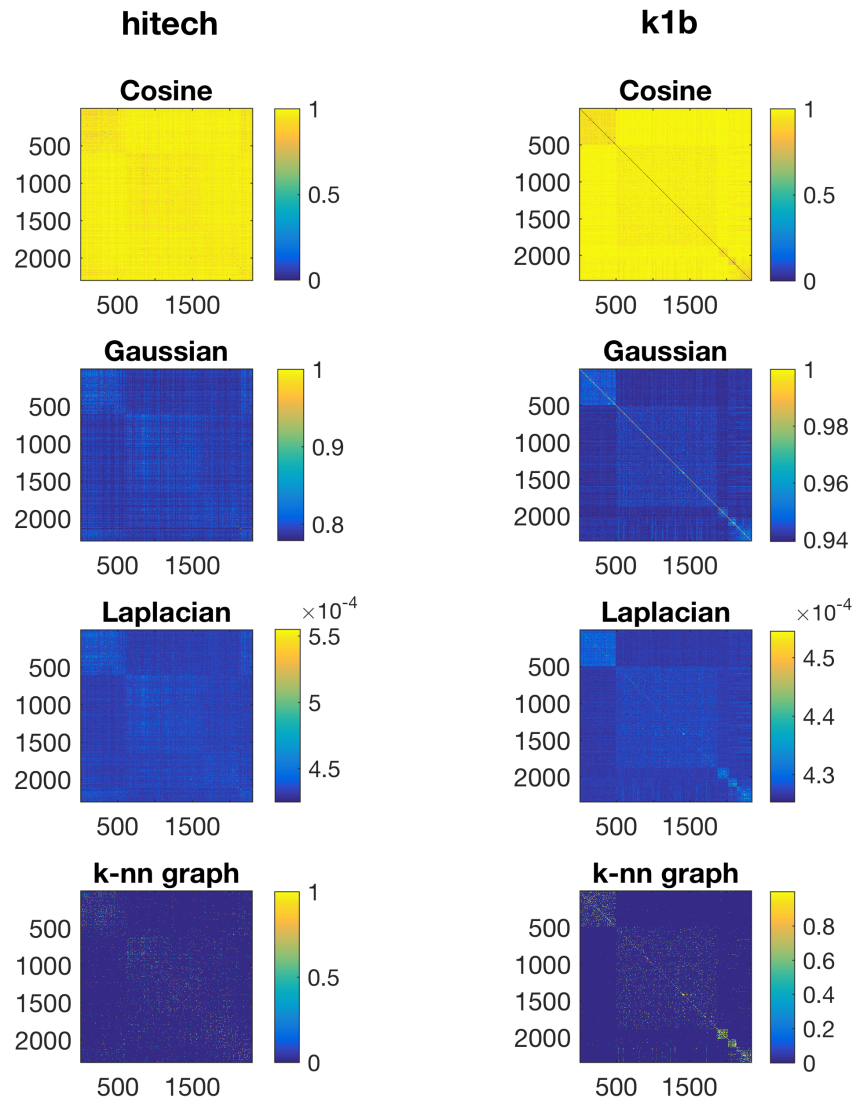 hitech k1b
Cosine Cosine
500 1000 1500 2000 500 1500 1 0.5 0
500 1000 1500 2000 500 1500 1 0.5 0
Gaussian Gaussian
500 1000 1500 2000 500 1500 1 0.9 0.8
500 1000 1500 2000 500 1500 1 0.98 0.96 0.94
Laplacian ×10⁻⁴ Laplacian ×10⁻⁴
500 1000 1500 2000 500 1500 5.5 5 4.5
500 1000 1500 2000 500 1500 4.5 4.4 4.3
k-nn graph k-nn graph
500 1000 1500 2000 500 1500 1 0.5 0
500 1000 1500 2000 500 1500 0.8 0.6 0.4 0.2 0